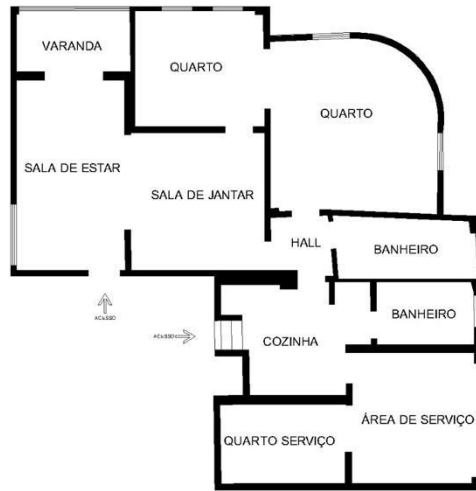 VARANDA
QUARTO
QUARTO
SALA DE ESTAR
SALA DE JANTAR
HALL
BANHEIRO
ACESSO
BANHEIRO
ACESSO
COZINHA
ÁREA DE SERVIÇO
QUARTO SERVIÇO